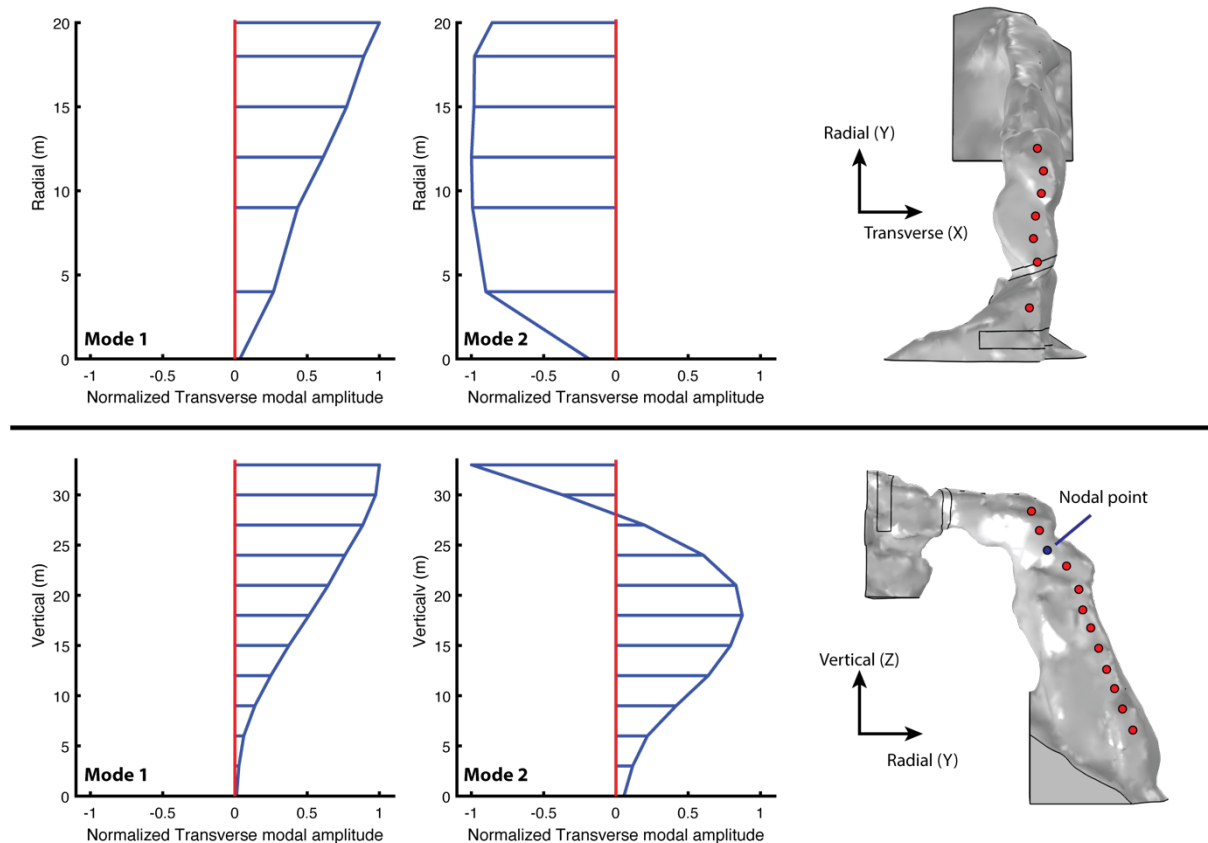 20
15
10
5
0
Radial (m)
Mode 1
-1
-0.5
0
0.5
1
Normalized Transverse modal amplitude
20
15
10
5
0
Radial (m)
Mode 2
-1
-0.5
0
0.5
1
Normalized Transverse modal amplitude
Radial (Y)
Transverse (X)
30
25
20
15
10
5
0
Vertical (m)
Mode 1
-1
-0.5
0
0.5
1
Normalized Transverse modal amplitude
30
25
20
15
10
5
0
Verticalv (m)
Mode 2
-1
-0.5
0
0.5
1
Normalized Transverse modal amplitude
Nodal point
Vertical (Z)
Radial (Y)